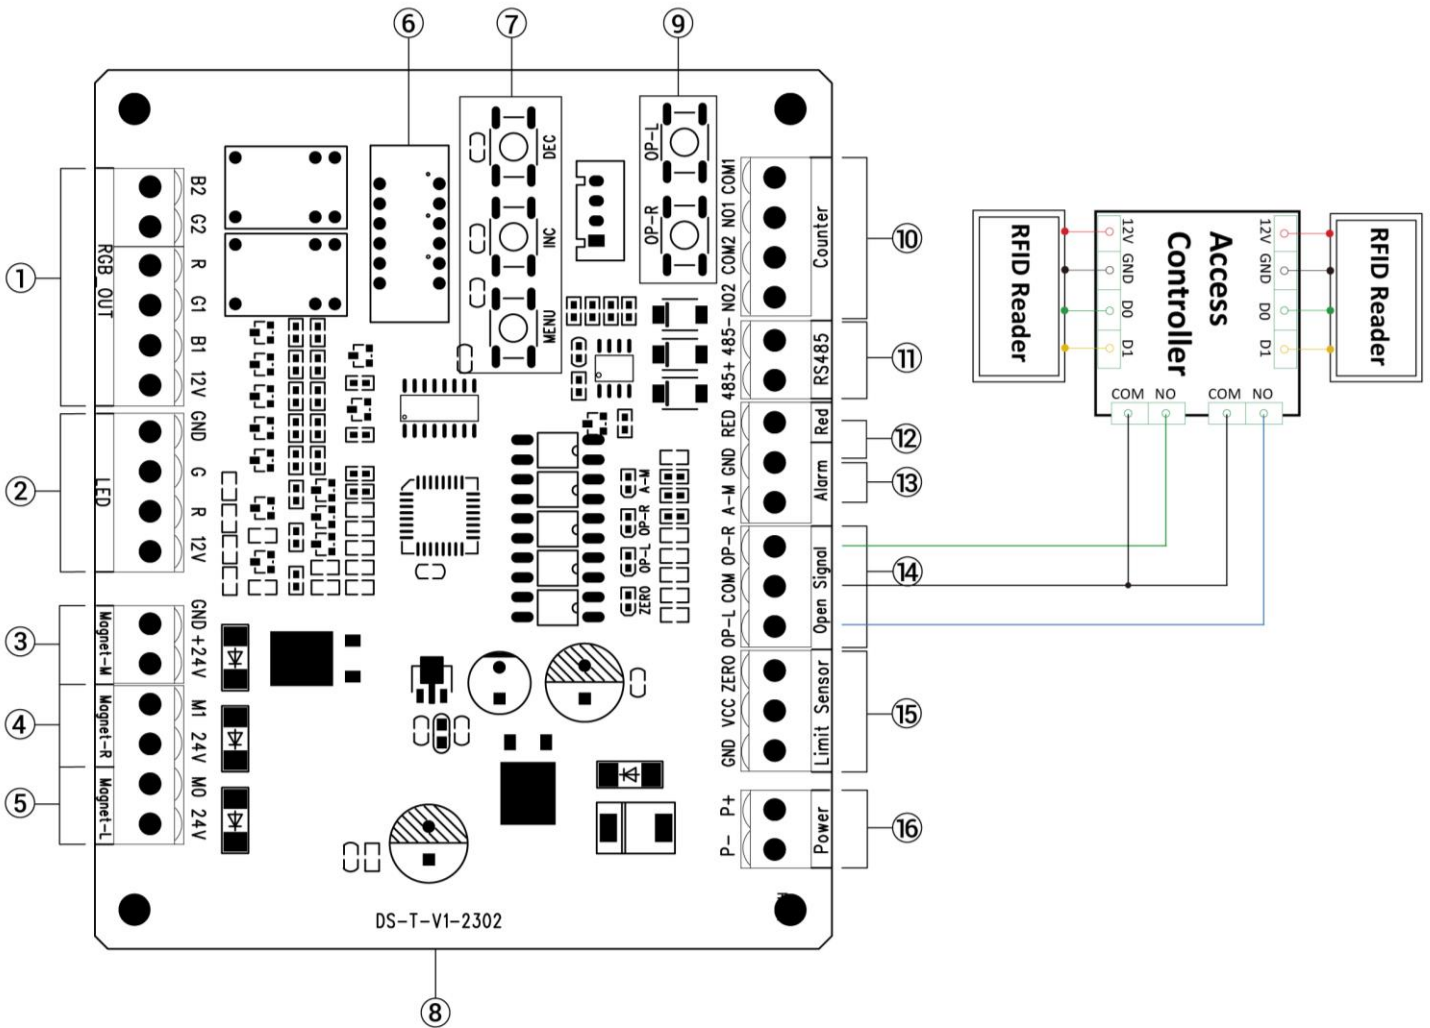 ⑥
⑦
⑨
①
②
③
④
⑤
RGB_OUT
B2
G2
R
G1
B1
12V
LED
GND
G
R
12V
Magnet-M
GND
+24V
Magnet-R
M1
24V
Magnet-L
M0
24V
DEC
INC
MENU
OP-L
OP-R
A-M
OP-R
OP-L
ZERO
COM1
NO1
COM2
NO2
Counter
⑩
485-
485+
RS485
⑪
RED
Red
⑫
GND
A-M
Alarm
⑬
OP-R
COM
OP-L
Open Signal
⑭
ZERO
VCC
GND
Limit Sensor
⑮
P+
P-
Power
⑯
DS-T-V1-2302
⑧
RFID Reader
12V
GND
D0
D1
Access
Controller
12V
GND
D0
D1
RFID Reader
COM NO COM NO